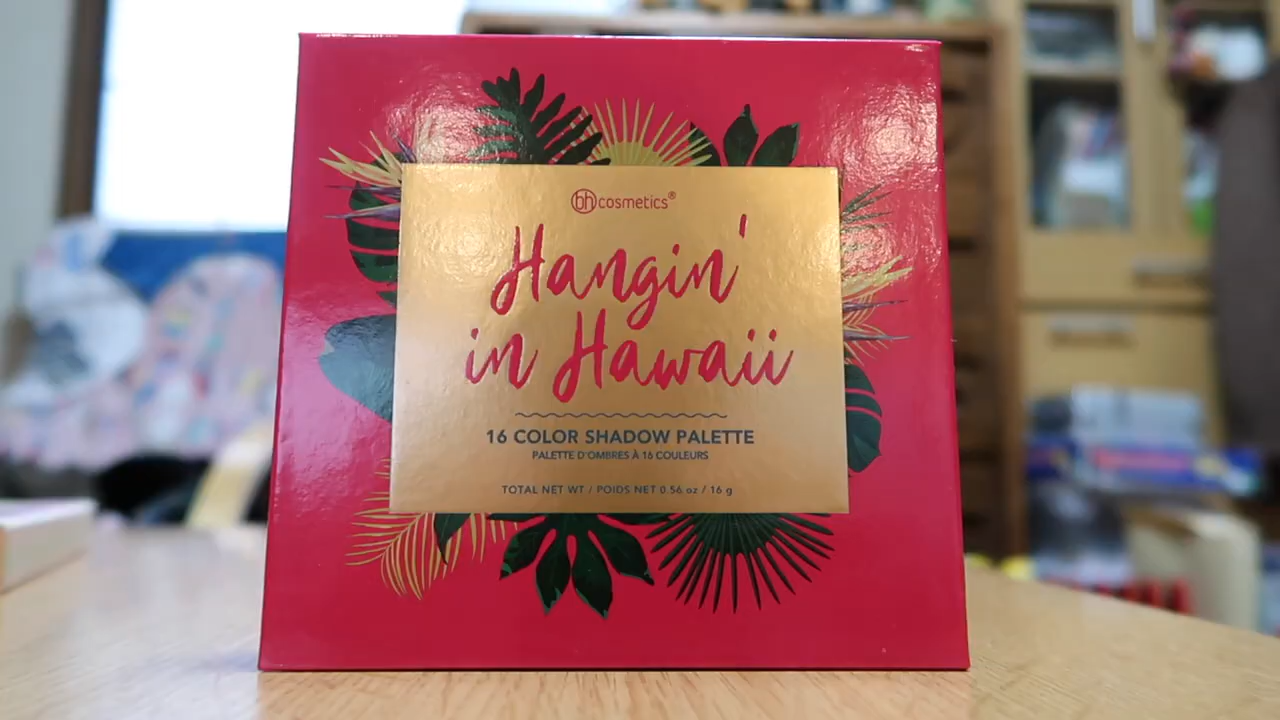 bh cosmetics®
Hangin'
in Hawaii
16 COLOR SHADOW PALETTE
PALETTE D'OMBRES À 16 COULEURS
TOTAL NET WT / POIDS NET 0.56 oz / 16 g